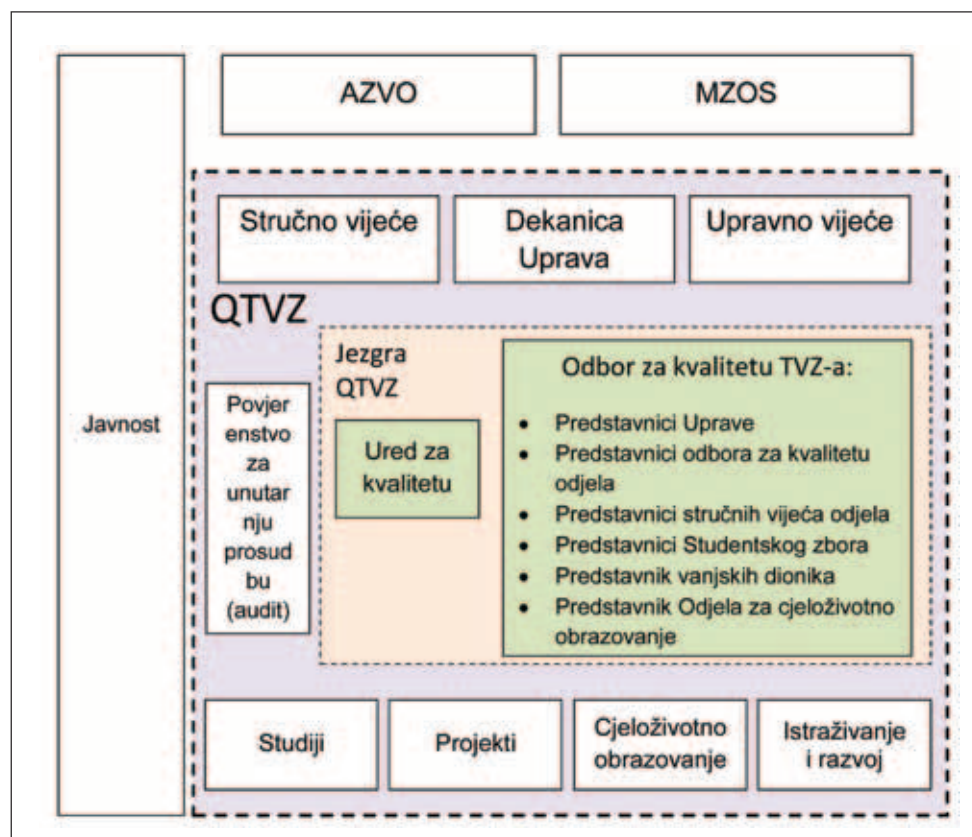 AZVO
MZOS
Javnost
Stručno vijeće
Dekanica
Uprava
Upravno vijeće
QTVZ
Jezgra
QTVZ
Povjer
enstvo
za
unutar
nju
prosud
bu
(audit)
Ured za
kvalitetu
Odbor za kvalitetu TVZ-a:
• Predstavnici Uprave
• Predstavnici odbora za kvalitetu
odjela
• Predstavnici stručnih vijeća odjela
• Predstavnici Studentskog zbora
• Predstavnik vanjskih dionika
• Predstavnik Odjela za cjeloživotno
obrazovanje
Studiji
Projekti
Cjeloživotno
obrazovanje
Istraživanje
i razvoj